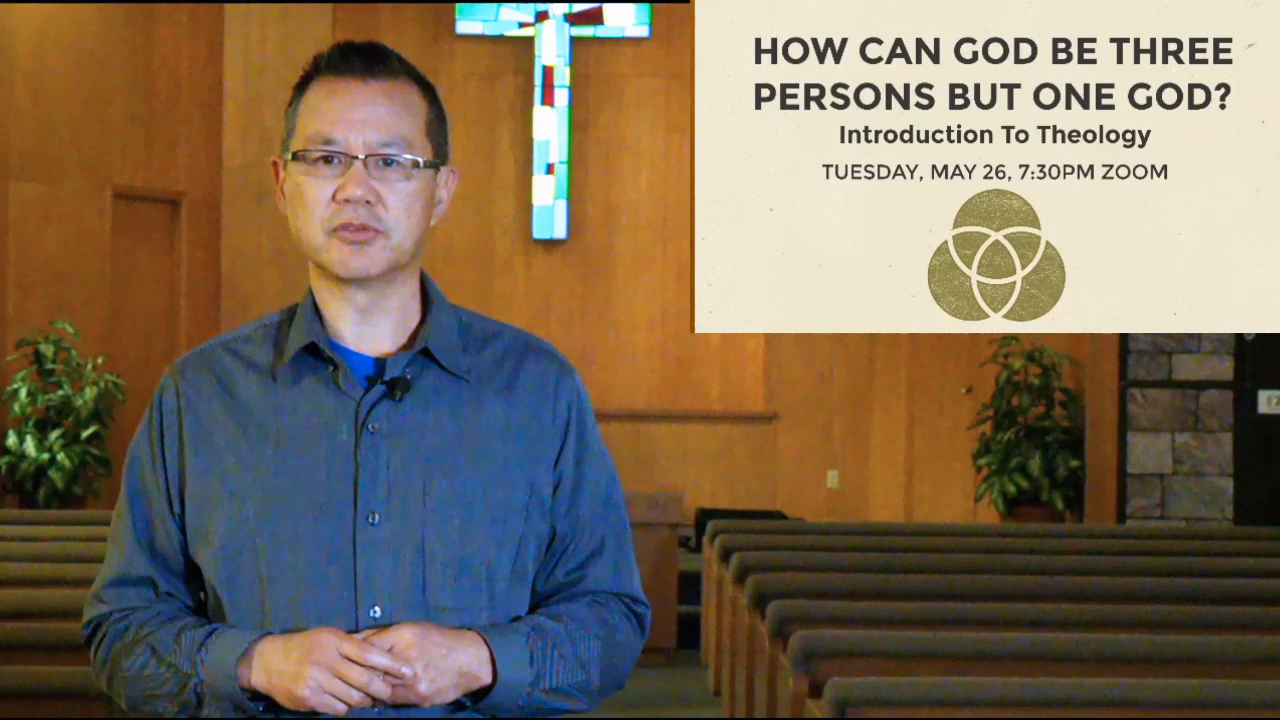 HOW CAN GOD BE THREE
PERSONS BUT ONE GOD?
Introduction To Theology
TUESDAY, MAY 26, 7:30PM ZOOM